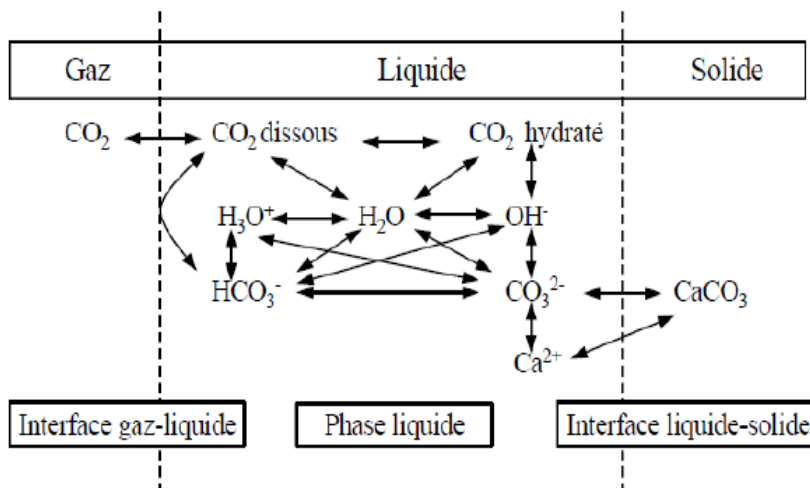 Gaz Liquide Solide
CO₂ CO₂ dissous CO₂ hydraté
H₃O⁺ H₂O OH⁻
HCO₃⁻ CO₃²⁻ CaCO₃
Ca²⁺
Interface gaz-liquide Phase liquide Interface liquide-solide